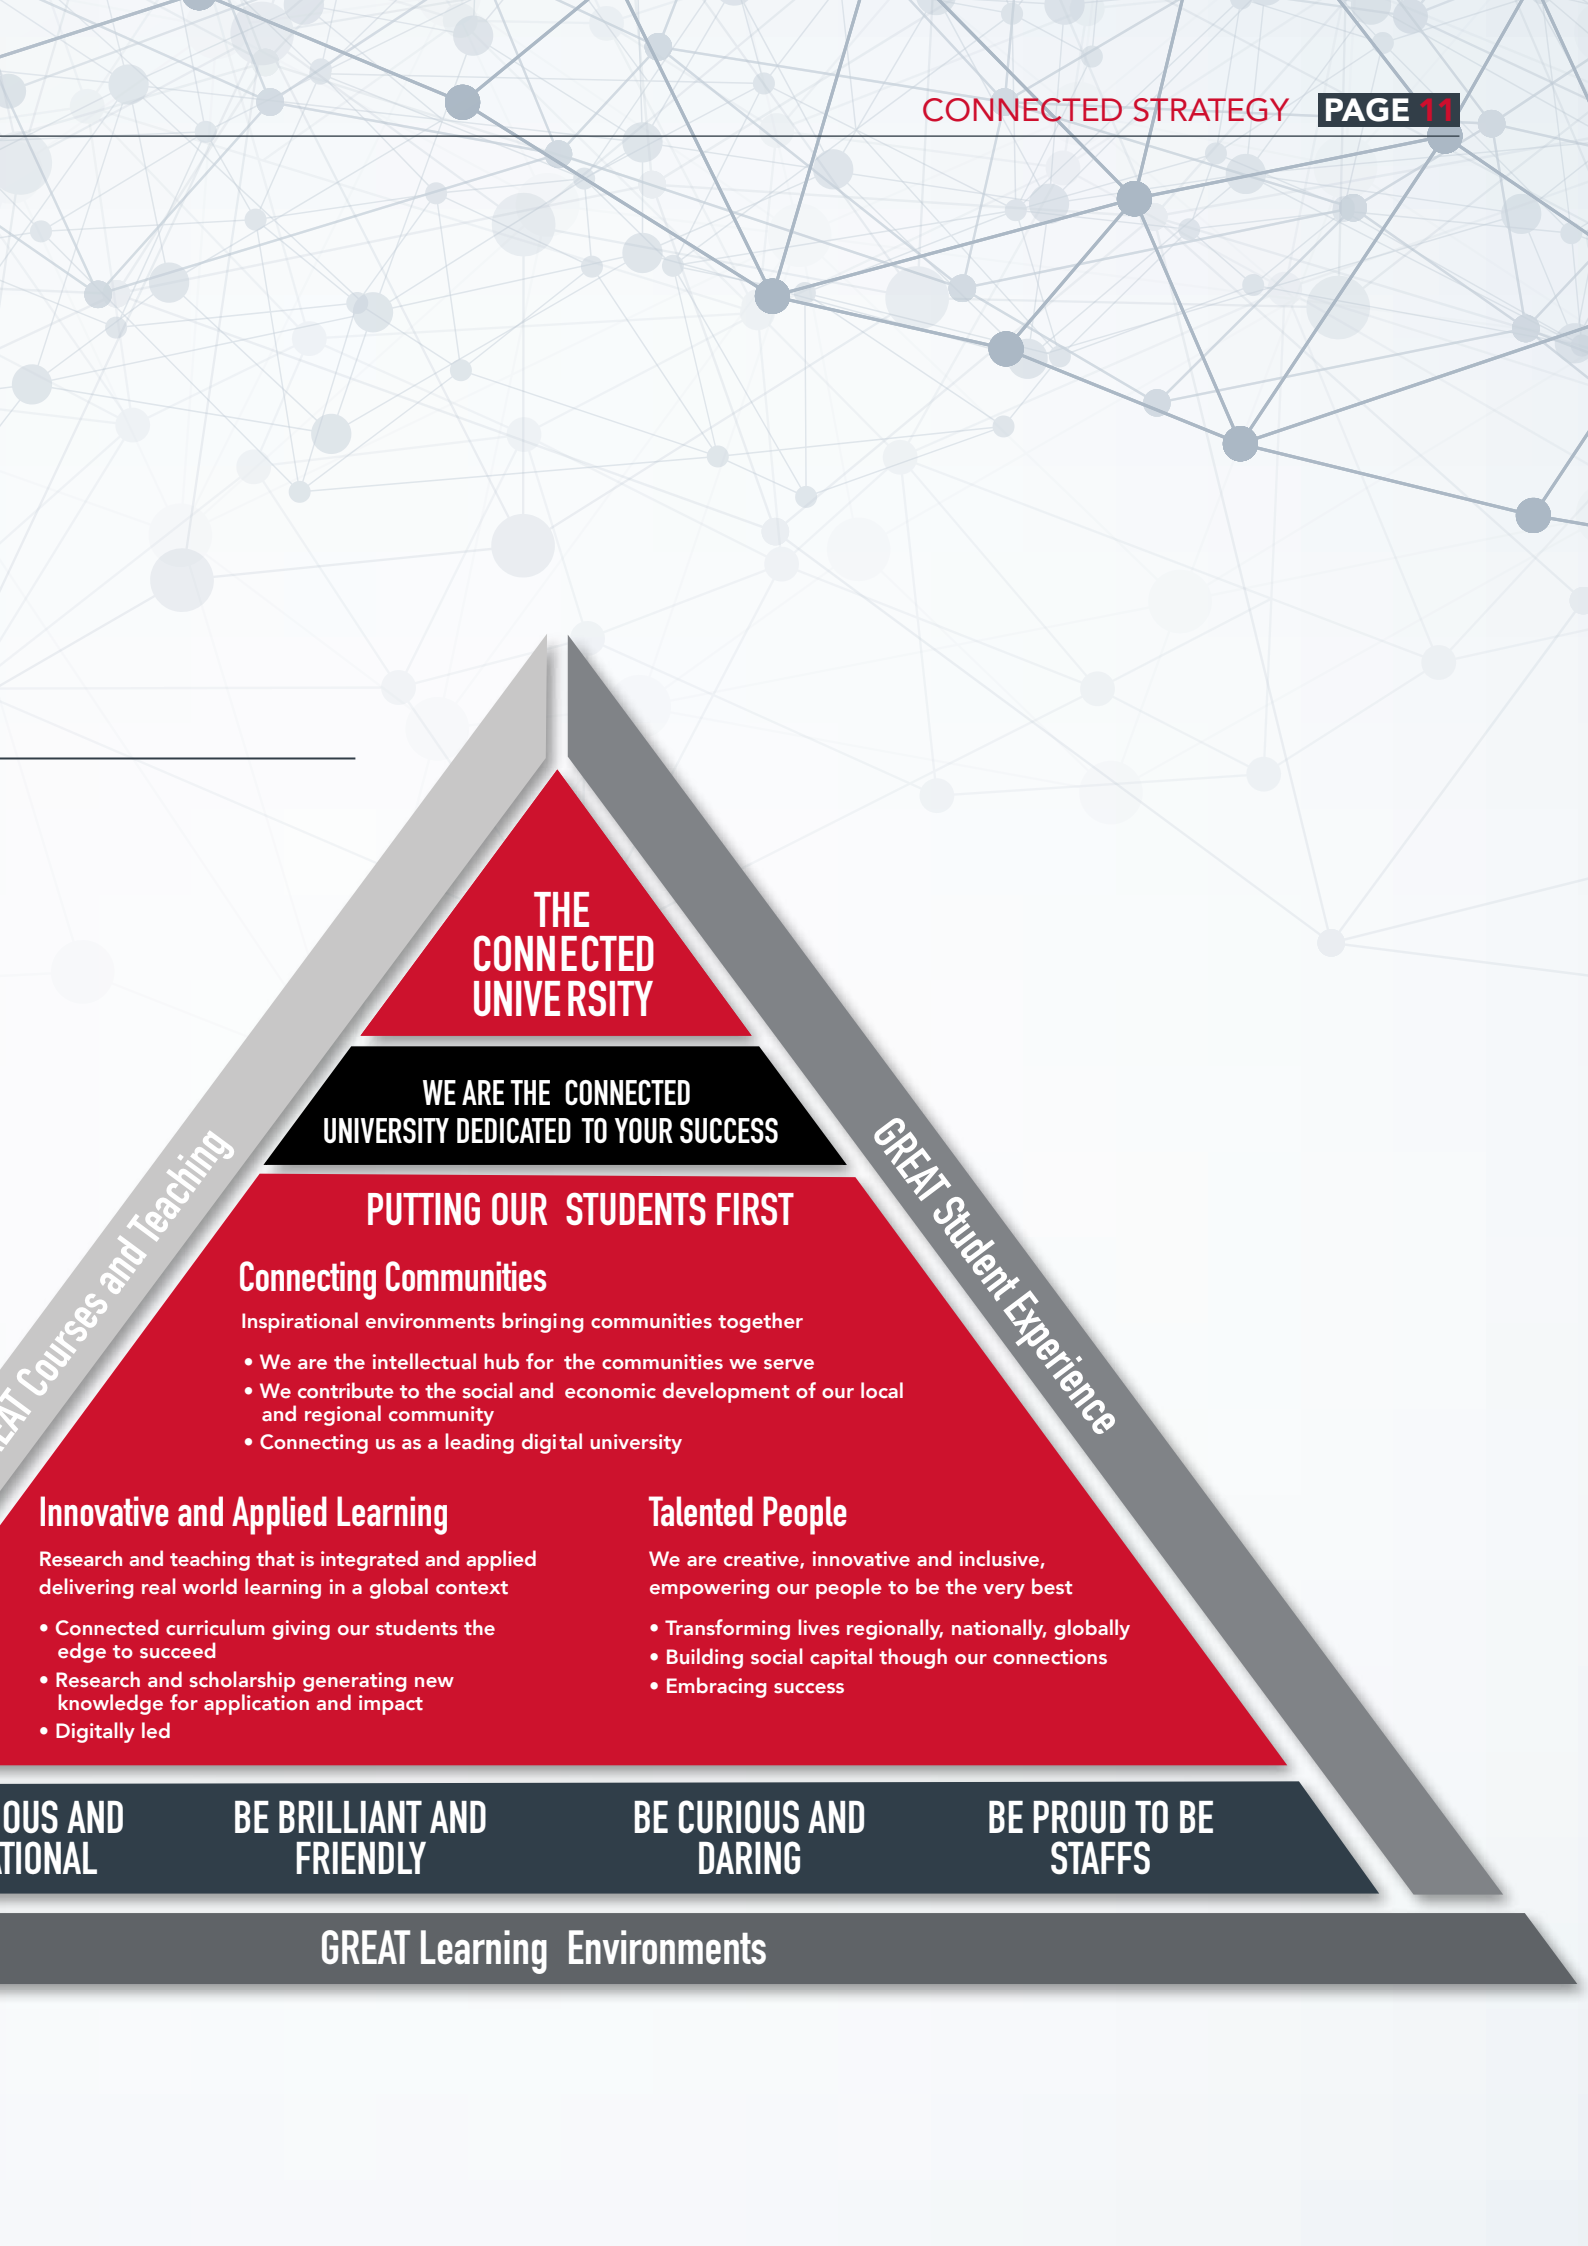 CONNECTED STRATEGY PAGE 11
THE
CONNECTED
UNIVERSITY
WE ARE THE CONNECTED
UNIVERSITY DEDICATED TO YOUR SUCCESS
Courses and Teaching
GREAT Student Experience
PUTTING OUR STUDENTS FIRST
Connecting Communities
Inspirational environments bringing communities together
• We are the intellectual hub for the communities we serve
• We contribute to the social and economic development of our local
and regional community
• Connecting us as a leading digital university
Innovative and Applied Learning
Research and teaching that is integrated and applied
delivering real world learning in a global context
• Connected curriculum giving our students the
edge to succeed
• Research and scholarship generating new
knowledge for application and impact
• Digitally led
Talented People
We are creative, innovative and inclusive,
empowering our people to be the very best
• Transforming lives regionally, nationally, globally
• Building social capital though our connections
• Embracing success
AND
BE BRILLIANT AND
FRIENDLY
BE CURIOUS AND
DARING
BE PROUD TO BE
STAFFS
GREAT Learning Environments